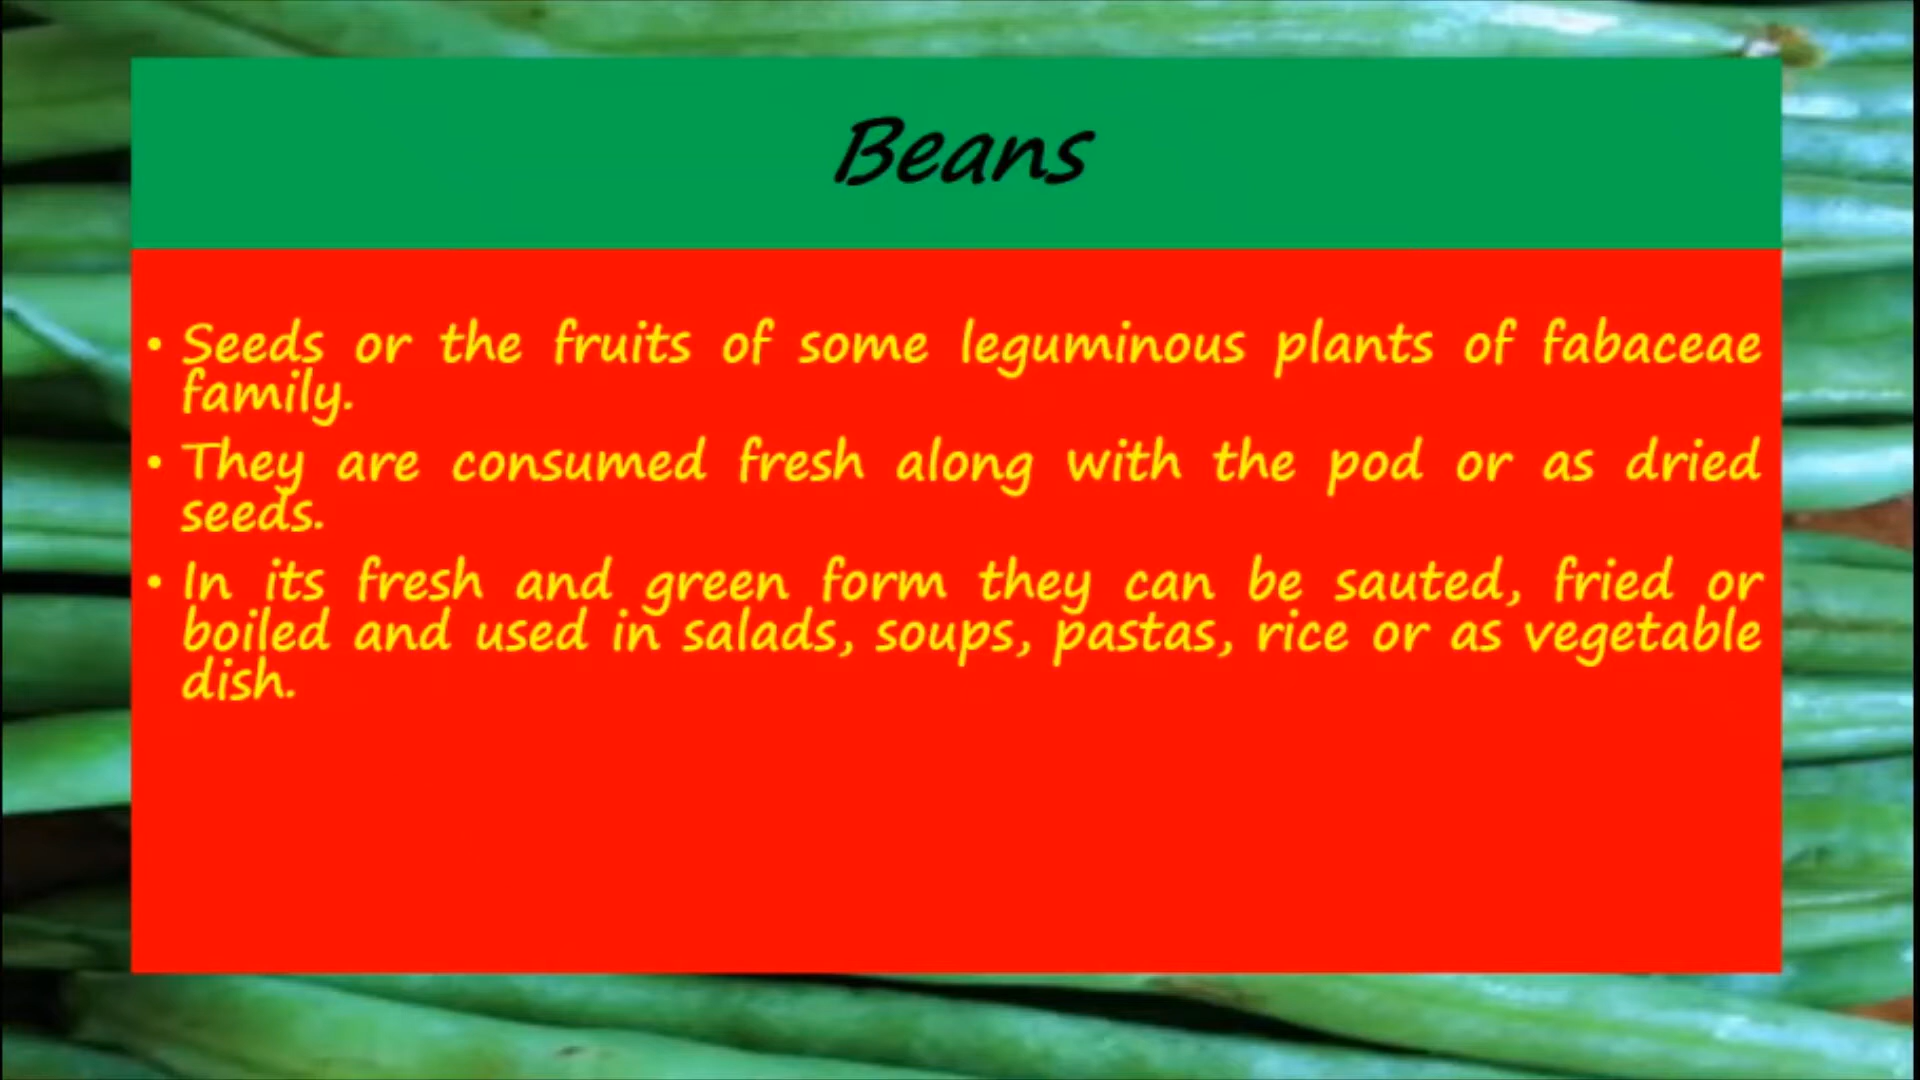 Beans
• Seeds or the fruits of some leguminous plants of fabaceae
family.
• They are consumed fresh along with the pod or as dried
seeds.
• In its fresh and green form they can be sauted, fried or
boiled and used in salads, soups, pastas, rice or as vegetable
dish.